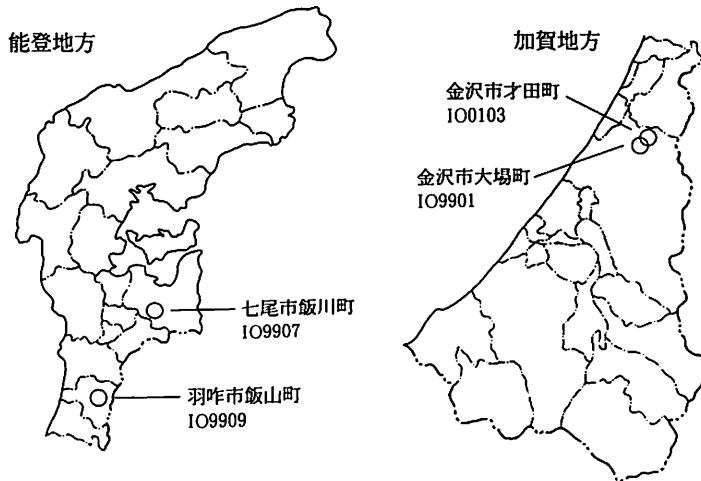 能登地方
七尾市飯川町
IO9907
羽咋市飯山町
IO9909
加賀地方
金沢市才田町
IO0103
金沢市大場町
IO9901